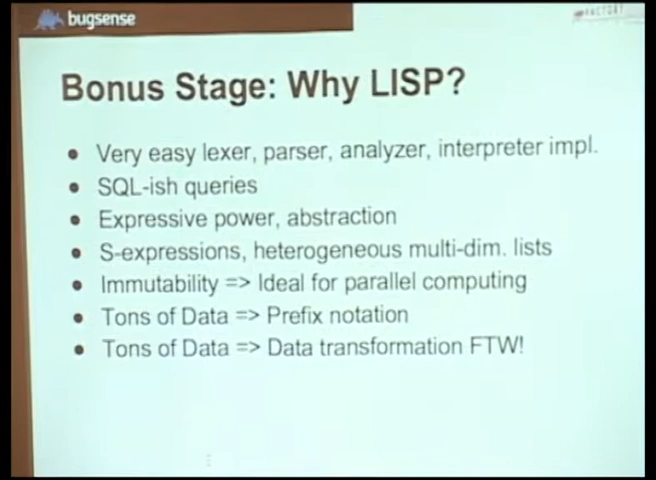 bugsense
Bonus Stage: Why LISP?
• Very easy lexer, parser, analyzer, interpreter impl.
• SQL-ish queries
• Expressive power, abstraction
• S-expressions, heterogeneous multi-dim. lists
• Immutability => Ideal for parallel computing
• Tons of Data => Prefix notation
• Tons of Data => Data transformation FTW!